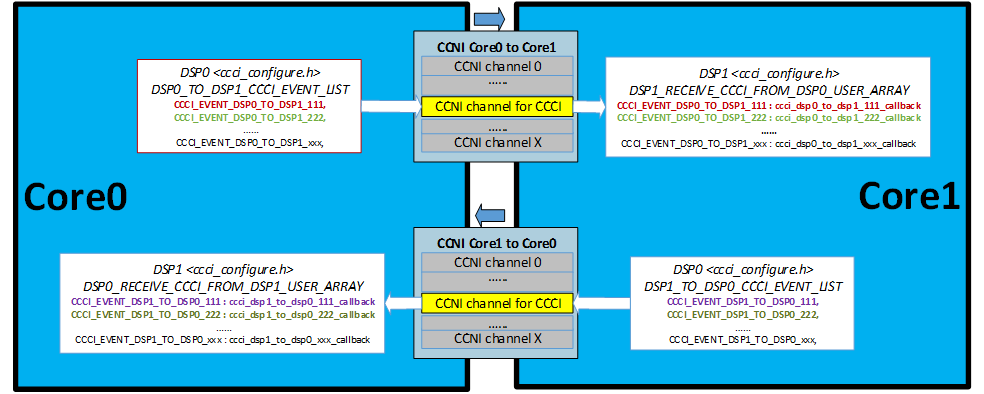 CCNI Core0 to Core1
CCNI channel 0
......
CCNI channel for CCCI
......
CCNI channel X
DSP0 <ccci_configure.h>
DSP0_TO_DSP1_CCCI_EVENT_LIST
CCCI_EVENT_DSP0_TO_DSP1_111,
CCCI_EVENT_DSP0_TO_DSP1_222,
......
CCCI_EVENT_DSP0_TO_DSP1_xxx,
DSP1 <ccci_configure.h>
DSP1_RECEIVE_CCCI_FROM_DSP0_USER_ARRAY
CCCI_EVENT_DSP0_TO_DSP1_111 : ccci_dsp0_to_dsp1_111_callback
CCCI_EVENT_DSP0_TO_DSP1_222 : ccci_dsp0_to_dsp1_222_callback
......
CCCI_EVENT_DSP0_TO_DSP1_xxx : ccci_dsp0_to_dsp1_xxx_callback
Core0
Core1
CCNI Core1 to Core0
CCNI channel 0
......
CCNI channel for CCCI
......
CCNI channel X
DSP1 <ccci_configure.h>
DSP0_RECEIVE_CCCI_FROM_DSP1_USER_ARRAY
CCCI_EVENT_DSP1_TO_DSP0_111 : ccci_dsp1_to_dsp0_111_callback
CCCI_EVENT_DSP1_TO_DSP0_222 : ccci_dsp1_to_dsp0_222_callback
......
CCCI_EVENT_DSP1_TO_DSP0_xxx : ccci_dsp1_to_dsp0_xxx_callback
DSP0 <ccci_configure.h>
DSP1_TO_DSP0_CCCI_EVENT_LIST
CCCI_EVENT_DSP1_TO_DSP0_111,
CCCI_EVENT_DSP1_TO_DSP0_222,
......
CCCI_EVENT_DSP1_TO_DSP0_xxx,